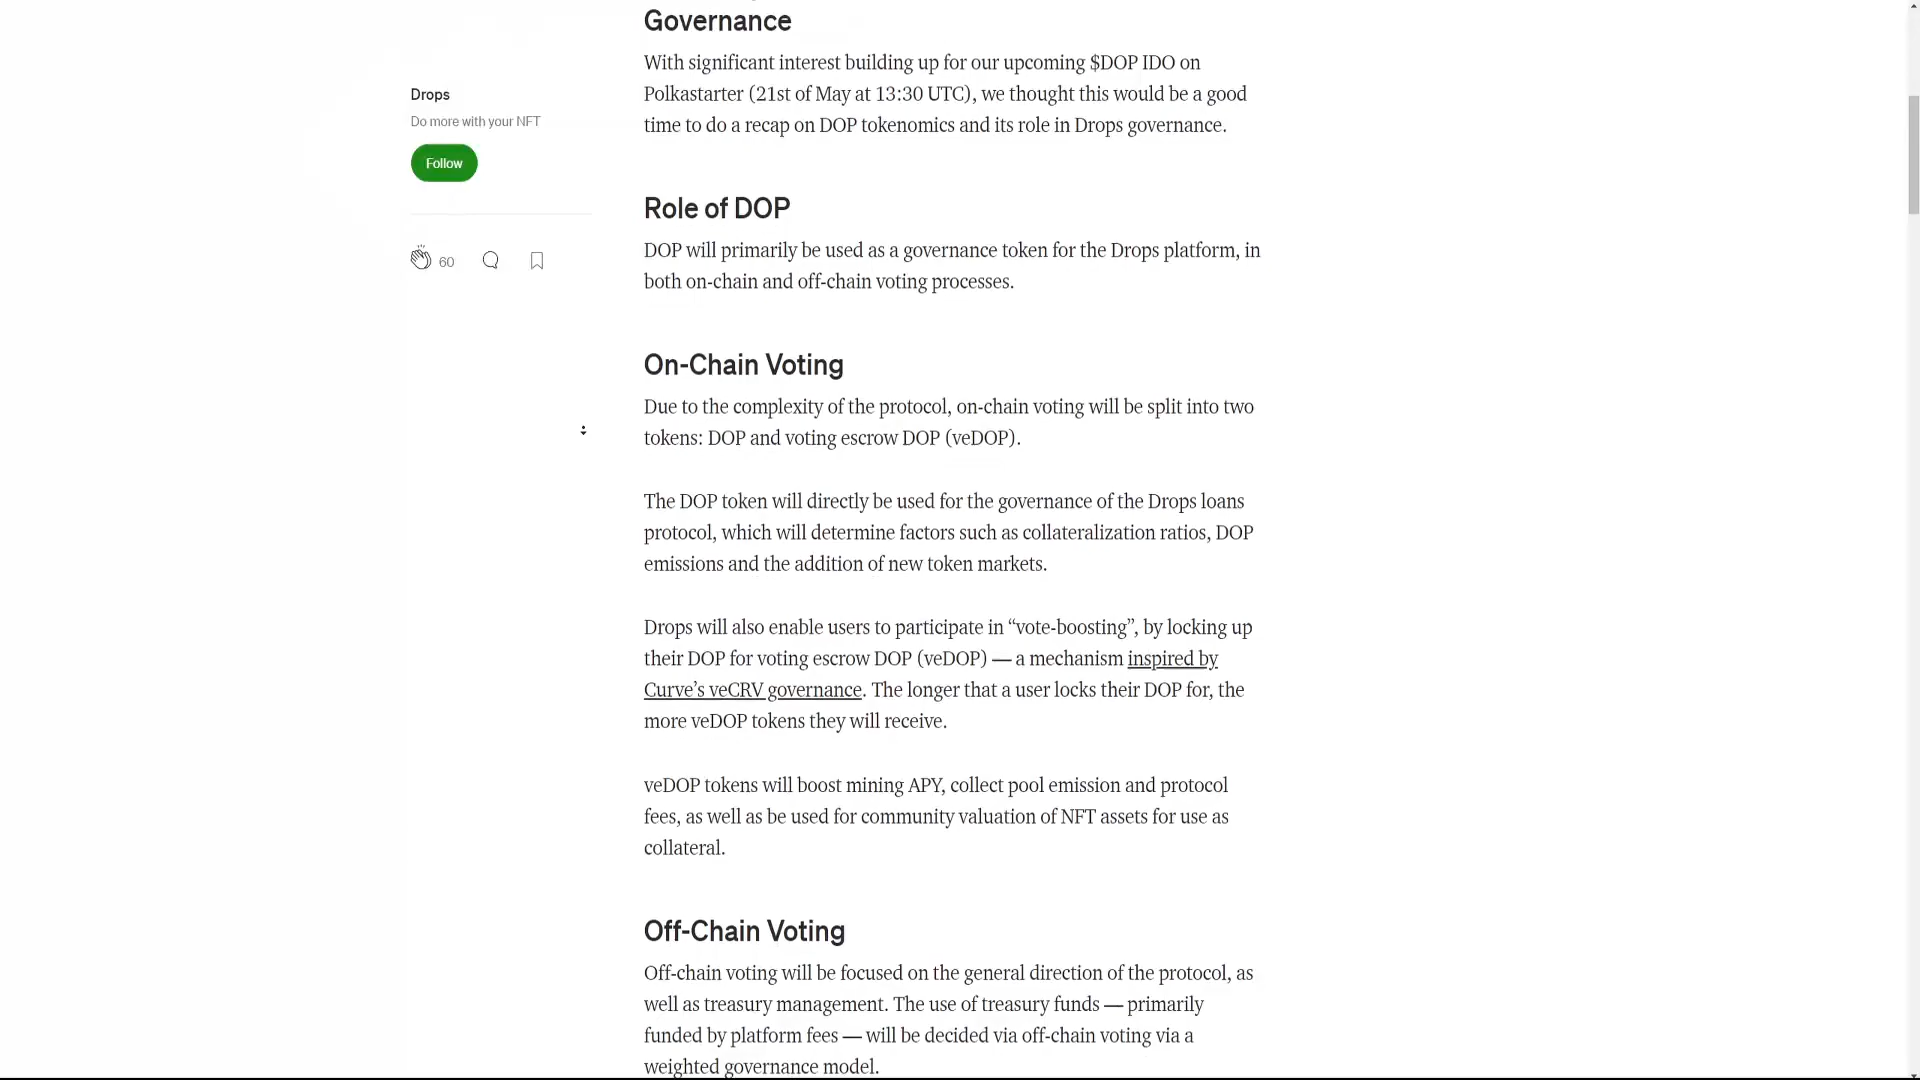 Governance
With significant interest building up for our upcoming $DOP IDO on
Polkastarter (21st of May at 13:30 UTC), we thought this would be a good
time to do a recap on DOP tokenomics and its role in Drops governance.
Drops
Do more with your NFT
Follow
60
Role of DOP
DOP will primarily be used as a governance token for the Drops platform, in
both on-chain and off-chain voting processes.
On-Chain Voting
Due to the complexity of the protocol, on-chain voting will be split into two
tokens: DOP and voting escrow DOP (veDOP).
The DOP token will directly be used for the governance of the Drops loans
protocol, which will determine factors such as collateralization ratios, DOP
emissions and the addition of new token markets.
Drops will also enable users to participate in “vote-boosting”, by locking up
their DOP for voting escrow DOP (veDOP) — a mechanism inspired by
Curve’s veCRV governance. The longer that a user locks their DOP for, the
more veDOP tokens they will receive.
veDOP tokens will boost mining APY, collect pool emission and protocol
fees, as well as be used for community valuation of NFT assets for use as
collateral.
Off-Chain Voting
Off-chain voting will be focused on the general direction of the protocol, as
well as treasury management. The use of treasury funds — primarily
funded by platform fees — will be decided via off-chain voting via a
weighted governance model.